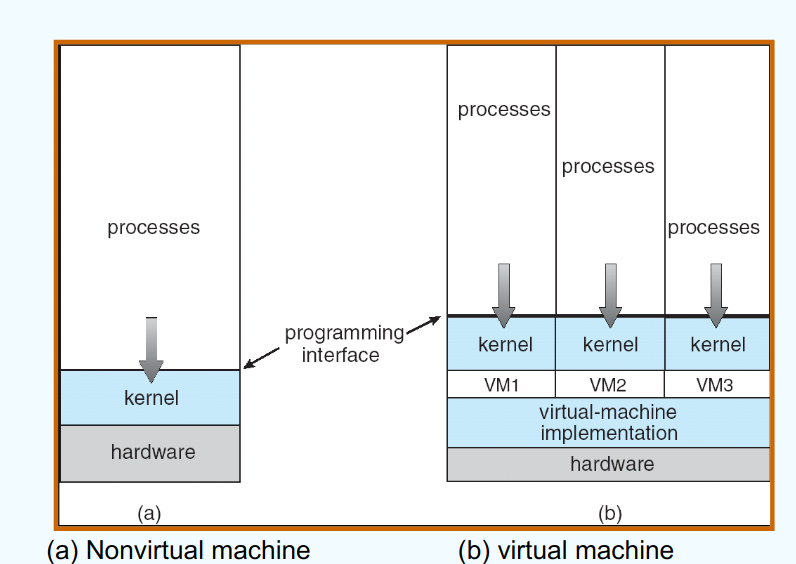 processes
processes
processes
processes
programming
interface
kernel
kernel
kernel
kernel
VM1
VM2
VM3
virtual-machine
implementation
hardware
hardware
(a)
(b)
(a) Nonvirtual machine
(b) virtual machine